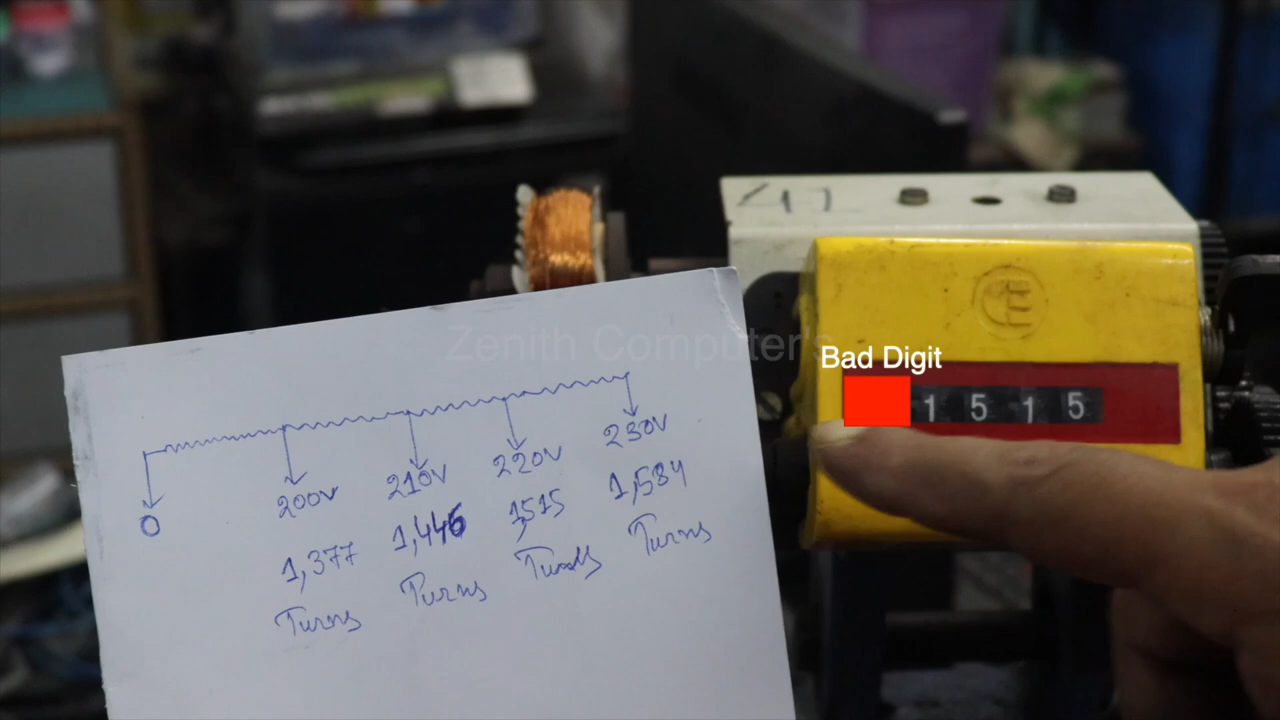 41
Zenith Computer's
Bad Digit
1 5 1 5
0
200V 210V 220V 230V
1,377 1,446 1,515 1,584
Turns Turns Turns Turns